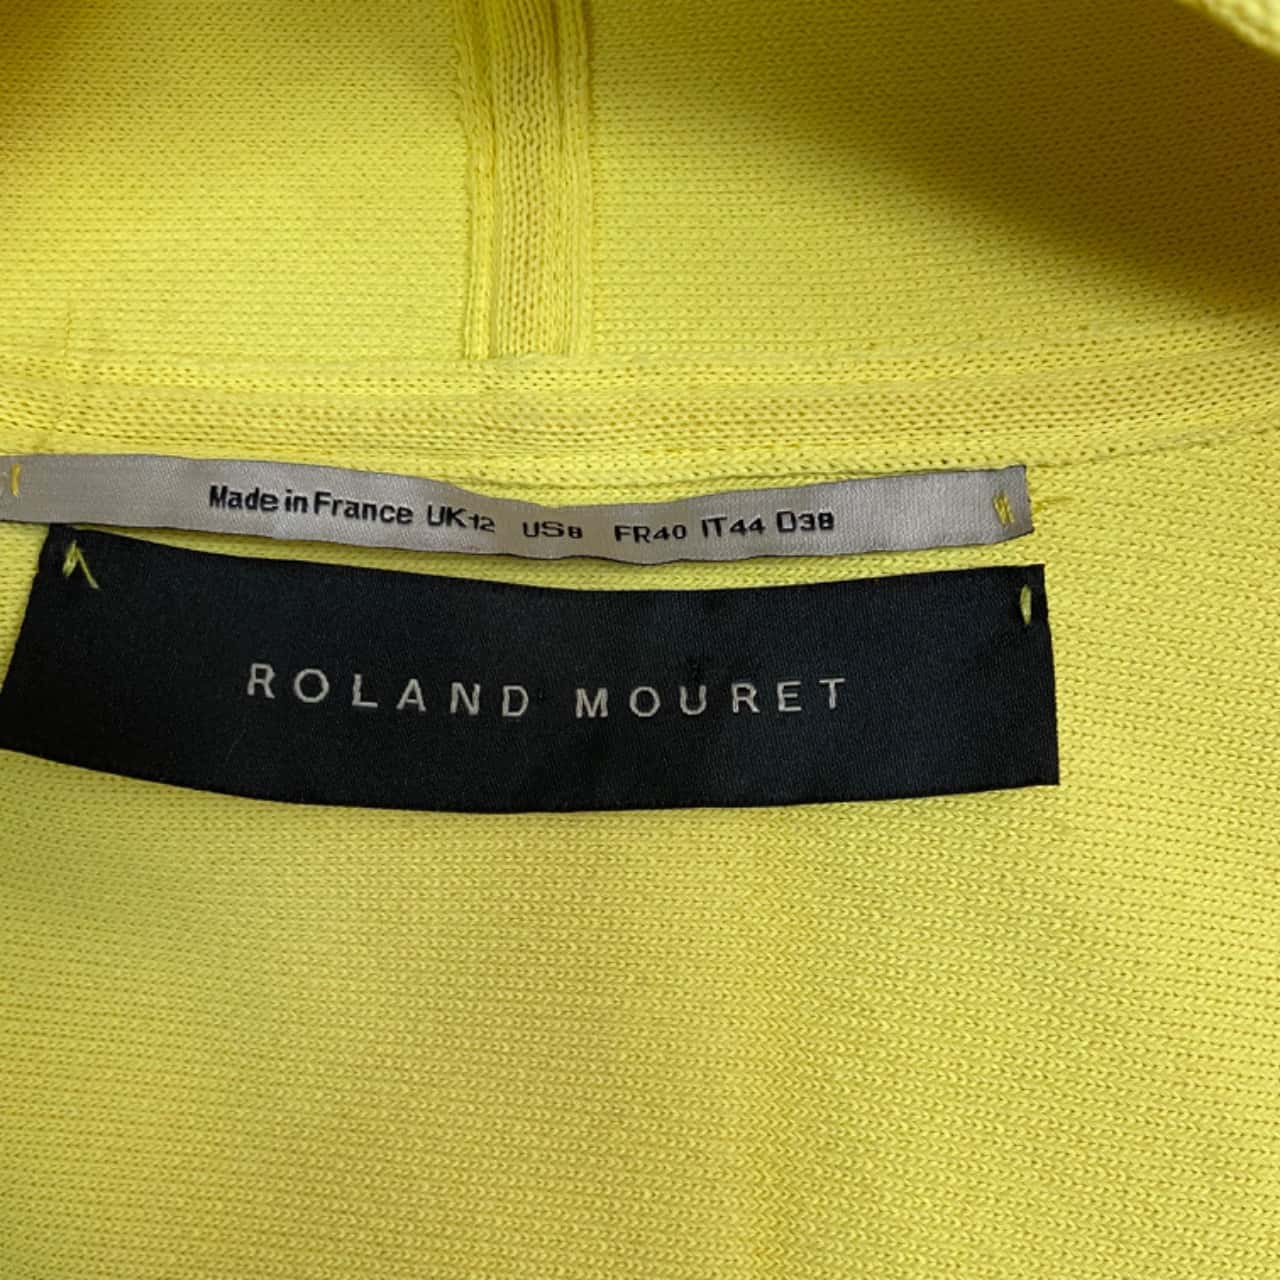 Made in France UK12 US8 FR40 IT44 D38
ROLAND MOURET